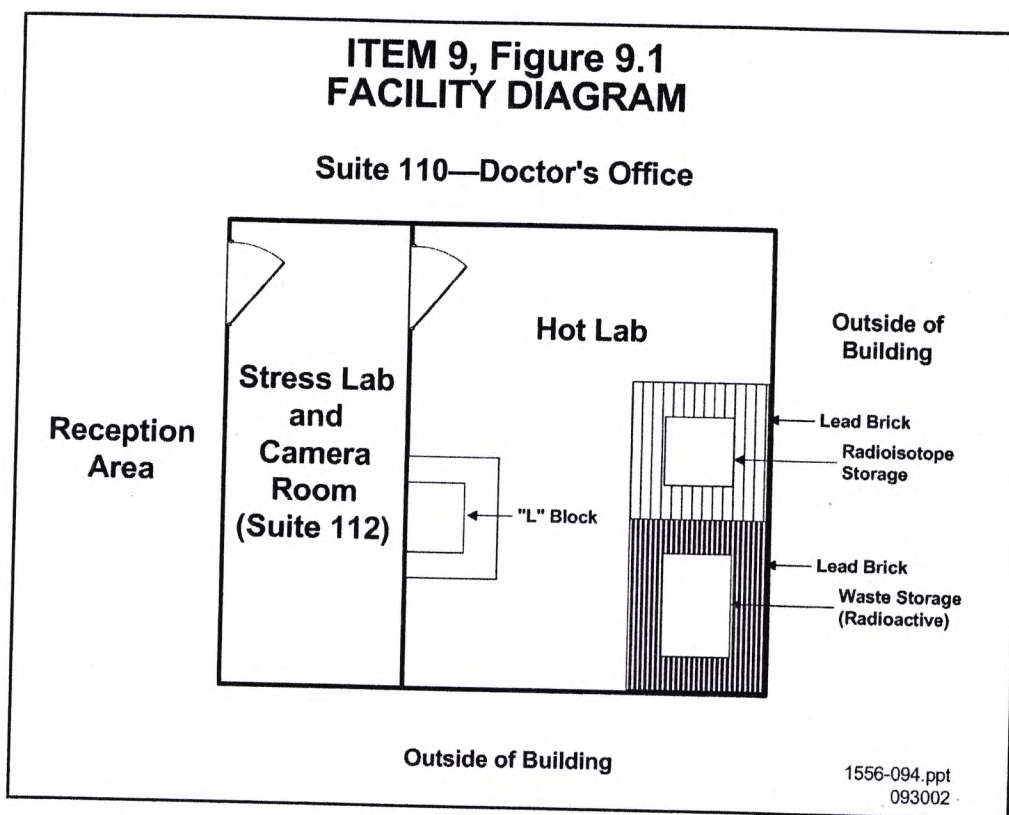 ITEM 9, Figure 9.1
FACILITY DIAGRAM
Suite 110—Doctor's Office
Hot Lab
Outside of
Building
Stress Lab
and
Camera
Room
(Suite 112)
Reception
Area
Lead Brick
Radioisotope
Storage
"L" Block
Lead Brick
Waste Storage
(Radioactive)
Outside of Building
1556-094.ppt
093002